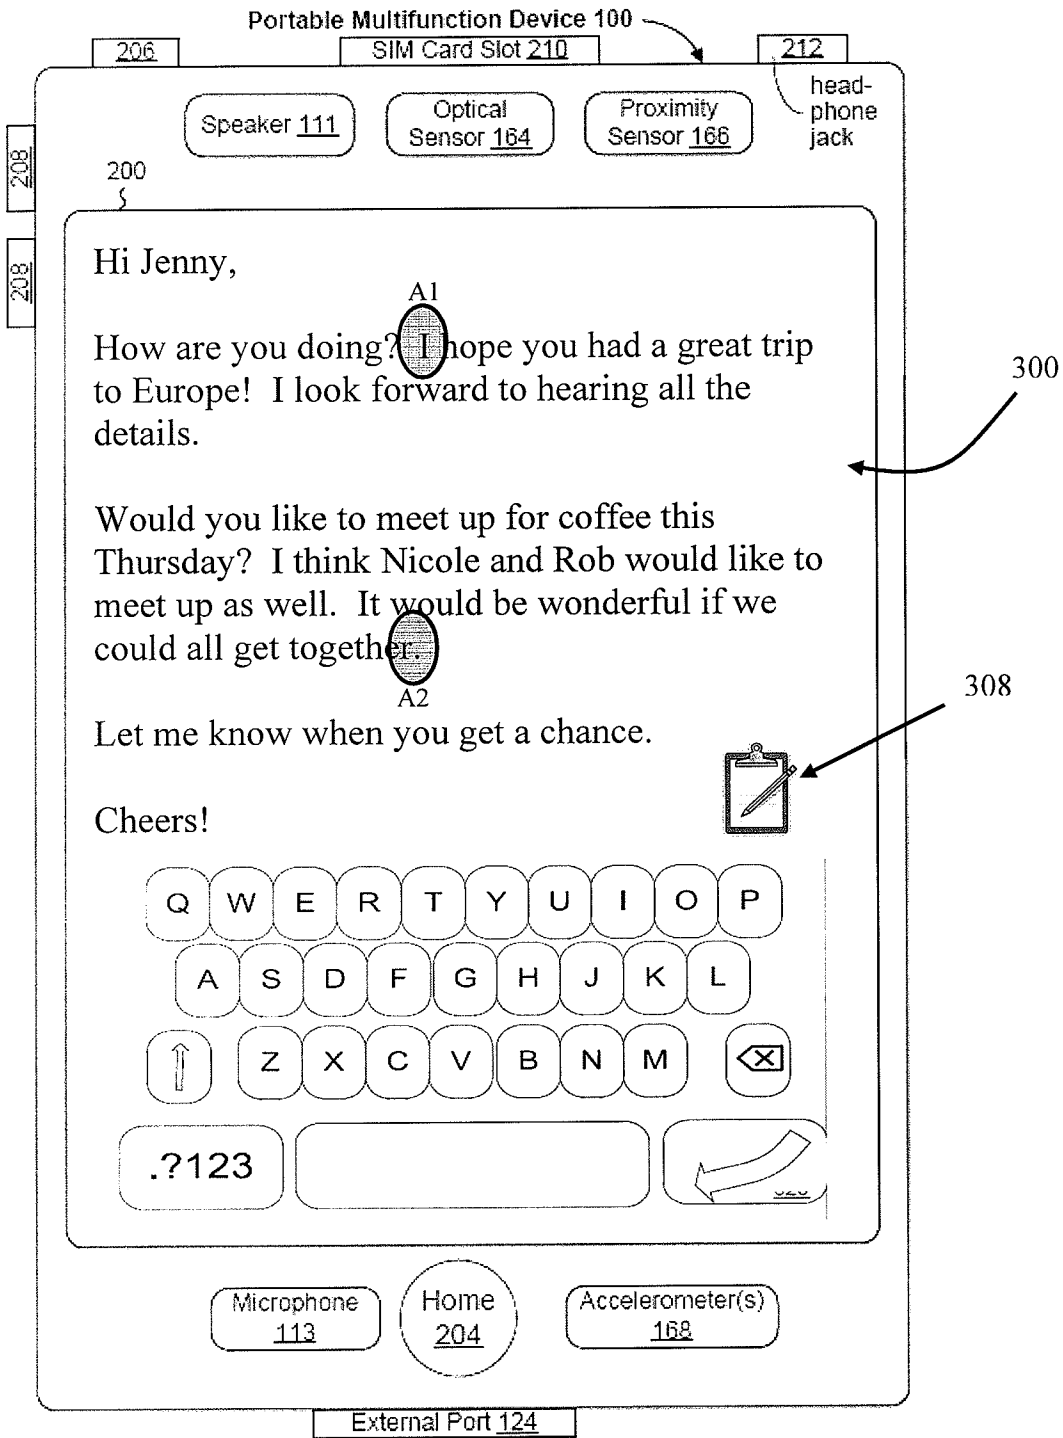 Portable Multifunction Device 100
206
SIM Card Slot 210
212
head-
phone
jack
Speaker 111
Optical
Sensor 164
Proximity
Sensor 166
208
200
208
Hi Jenny,
A1
How are you doing? I hope you had a great trip
to Europe! I look forward to hearing all the
details.
300
Would you like to meet up for coffee this
Thursday? I think Nicole and Rob would like to
meet up as well. It would be wonderful if we
could all get together.
A2
308
Let me know when you get a chance.
Cheers!
Q W E R T Y U I O P
A S D F G H J K L
Z X C V B N M
.?123
Microphone
113
Home
204
Accelerometer(s)
168
External Port 124